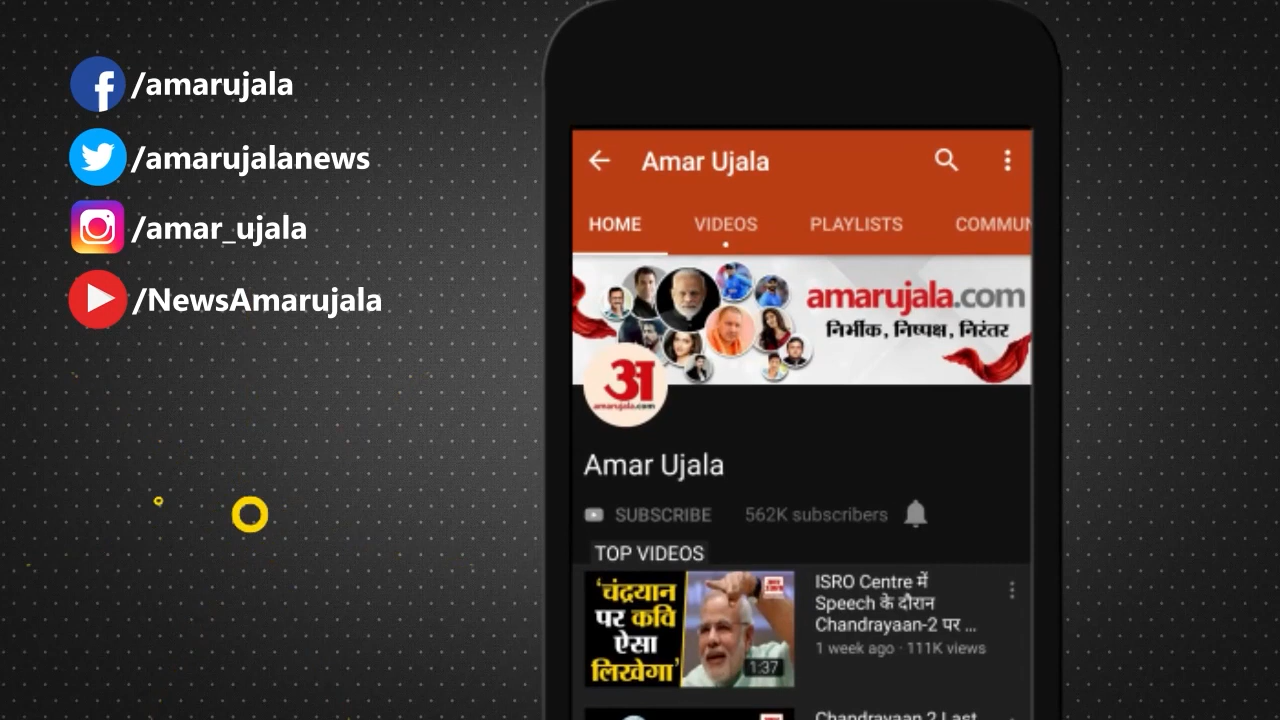 /amarujala
/amarujalanews
/amar_ujala
/NewsAmarujala
Amar Ujala
HOME VIDEOS PLAYLISTS COMMUN
amarujala.com
निर्भीक, निष्पक्ष, निरंतर
अ
amarujala.com
Amar Ujala
SUBSCRIBE 562K subscribers
TOP VIDEOS
‘चंद्रयान
पर कवि
ऐसा
लिखेगा’
1:37
ISRO Centre में
Speech के दौरान
Chandrayaan-2 पर ...
1 week ago · 111K views
Chandrayaan 2 Last